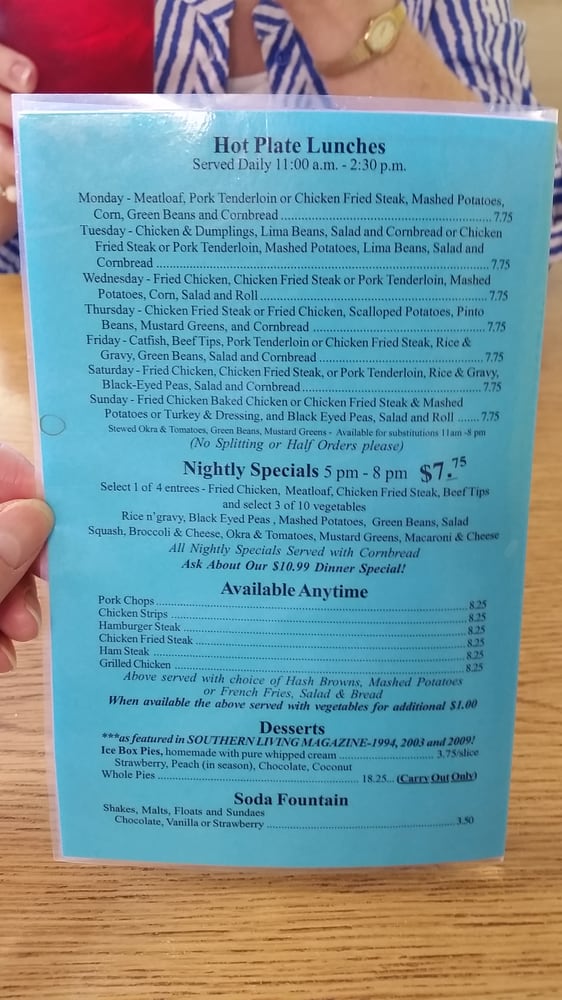 Hot Plate Lunches
Served Daily 11:00 a.m. - 2:30 p.m.
Monday - Meatloaf, Pork Tenderloin or Chicken Fried Steak, Mashed Potatoes,
Corn, Green Beans and Cornbread ........ 7.75
Tuesday - Chicken & Dumplings, Lima Beans, Salad and Cornbread or Chicken
Fried Steak or Pork Tenderloin, Mashed Potatoes, Lima Beans, Salad and
Cornbread ........ 7.75
Wednesday - Fried Chicken, Chicken Fried Steak or Pork Tenderloin, Mashed
Potatoes, Corn, Salad and Roll ........ 7.75
Thursday - Chicken Fried Steak or Fried Chicken, Scalloped Potatoes, Pinto
Beans, Mustard Greens, and Cornbread ........ 7.75
Friday - Catfish, Beef Tips, Pork Tenderloin or Chicken Fried Steak, Rice &
Gravy, Green Beans, Salad and Cornbread ........ 7.75
Saturday - Fried Chicken, Chicken Fried Steak, or Pork Tenderloin, Rice & Gravy,
Black-Eyed Peas, Salad and Cornbread ........ 7.75
Sunday - Fried Chicken Baked Chicken or Chicken Fried Steak & Mashed
Potatoes or Turkey & Dressing, and Black Eyed Peas, Salad and Roll ....... 7.75
Stewed Okra & Tomatoes, Green Beans, Mustard Greens - Available for substitutions 11am -8 pm
(No Splitting or Half Orders please)
Nightly Specials 5 pm - 8 pm $7.75
Select 1 of 4 entrees - Fried Chicken, Meatloaf, Chicken Fried Steak, Beef Tips
and select 3 of 10 vegetables
Rice n'gravy, Black Eyed Peas , Mashed Potatoes, Green Beans, Salad
Squash, Broccoli & Cheese, Okra & Tomatoes, Mustard Greens, Macaroni & Cheese
All Nightly Specials Served with Cornbread
Ask About Our $10.99 Dinner Special!
Available Anytime
Pork Chops ........ 8.25
Chicken Strips ........ 8.25
Hamburger Steak ........ 8.25
Chicken Fried Steak ........ 8.25
Ham Steak ........ 8.25
Grilled Chicken ........ 8.25
Above served with choice of Hash Browns, Mashed Potatoes
or French Fries, Salad & Bread
When available the above served with vegetables for additional $1.00
Desserts
***as featured in SOUTHERN LIVING MAGAZINE-1994, 2003 and 2009!
Ice Box Pies, homemade with pure whipped cream ........ 3.75/slice
Strawberry, Peach (in season), Chocolate, Coconut
Whole Pies ........ 18.25... (Carry Out Only)
Soda Fountain
Shakes, Malts, Floats and Sundaes
Chocolate, Vanilla or Strawberry ........ 3.50